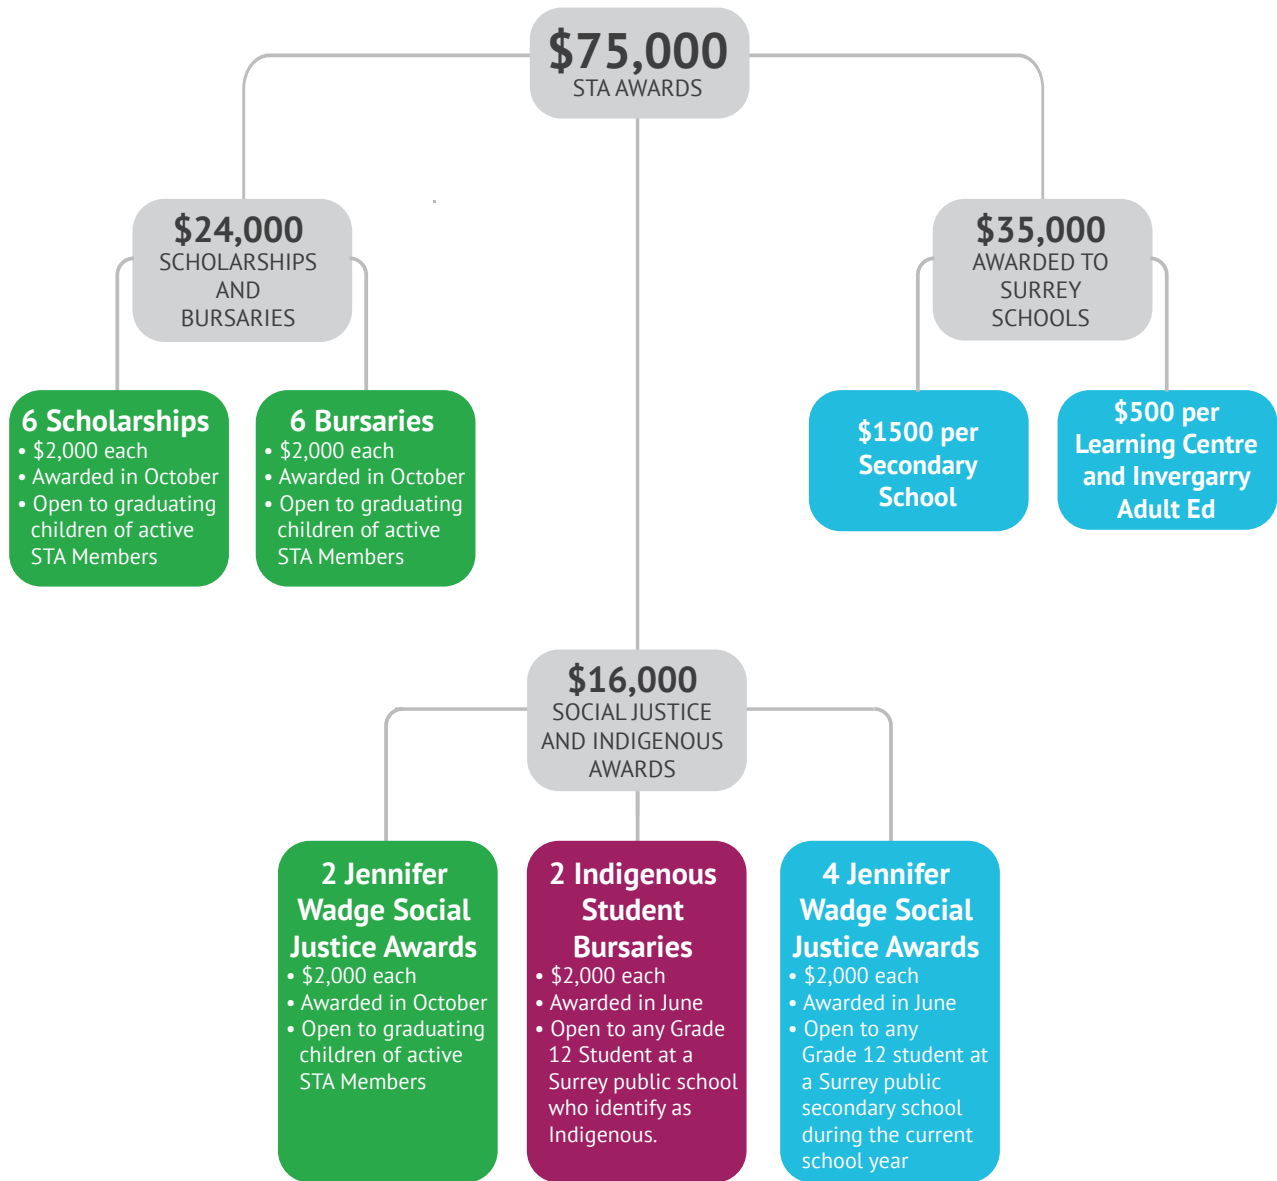 $75,000
STA AWARDS
$24,000
SCHOLARSHIPS
AND
BURSARIES
$35,000
AWARDED TO
SURREY
SCHOOLS
6 Scholarships
• $2,000 each
• Awarded in October
• Open to graduating
children of active
STA Members
6 Bursaries
• $2,000 each
• Awarded in October
• Open to graduating
children of active
STA Members
$1500 per
Secondary
School
$500 per
Learning Centre
and Invergarry
Adult Ed
$16,000
SOCIAL JUSTICE
AND INDIGENOUS
AWARDS
2 Jennifer
Wadge Social
Justice Awards
• $2,000 each
• Awarded in October
• Open to graduating
children of active
STA Members
2 Indigenous
Student
Bursaries
• $2,000 each
• Awarded in June
• Open to any Grade
12 Student at a
Surrey public school
who identify as
Indigenous.
4 Jennifer
Wadge Social
Justice Awards
• $2,000 each
• Awarded in June
• Open to any
Grade 12 student at
a Surrey public
secondary school
during the current
school year